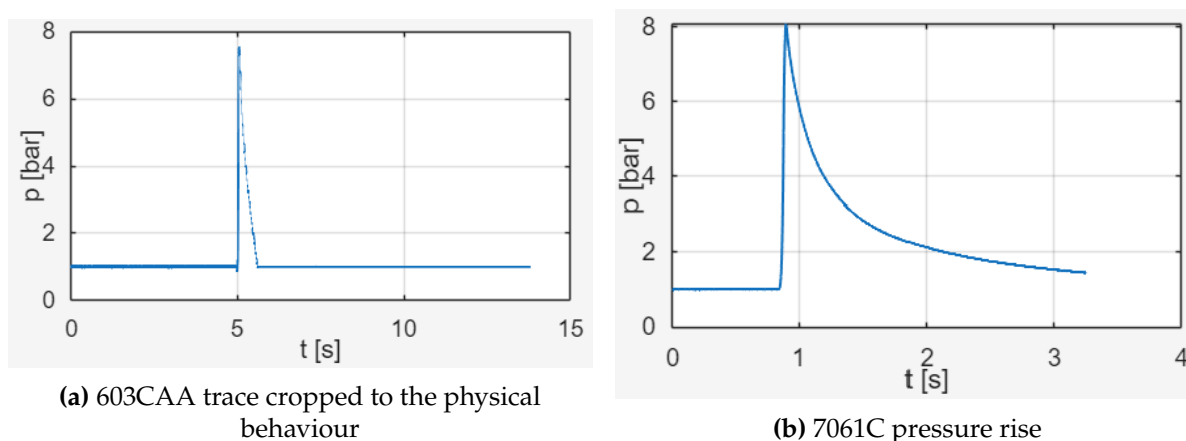 8
6
4
2
0
p [bar]
0
5
10
15
t [s]
(a) 603CAA trace cropped to the physical
behaviour
8
6
4
2
0
p [bar]
0
1
2
3
4
t [s]
(b) 7061C pressure rise